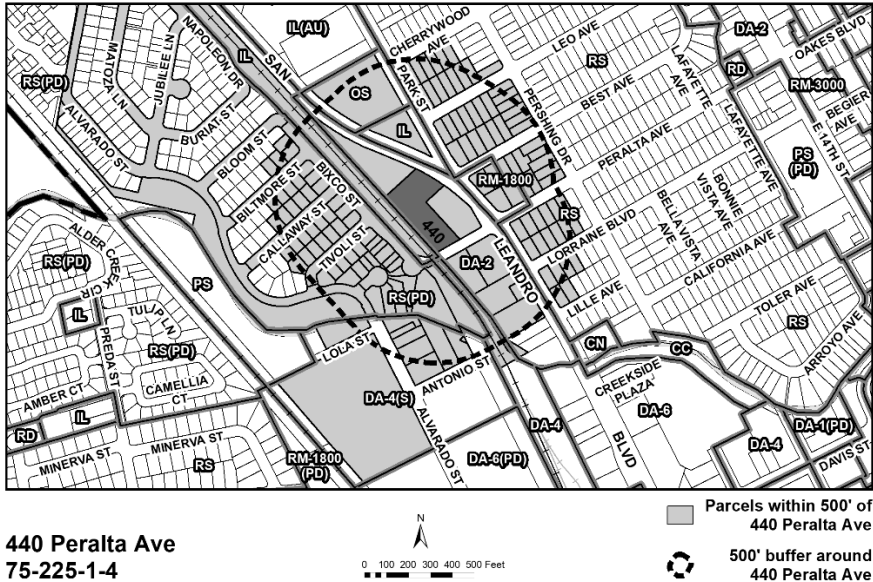 IL(AU)
CHERRYWOOD
AVE
DA-2
OAKES BLVD
RS(PD)
MATOZA LN
JUBILEE LN
NAPOLEON DR
IL
SAN
OS
PARK ST
LEO AVE
RS
LAFAYETTE
AVE
RD
RM-3000
BEGIER
AVE
ALVARADO ST
BURIAT ST
BLOOM ST
IL
PERSHING DR
BEST AVE
LAFAYETTE AVE
E 14TH ST
BIXCO ST
BILTMORE ST
CALLAWAY ST
TIVOLI ST
RM-1800
PERALTA AVE
PS
(PD)
440
LEANDRO
RS
LORRAINE BLVD
BONNIE
VISTA AVE
BELLA VISTA
AVE
CALIFORNIA AVE
ALDER CREEK CIR
RS(PD)
PS
DA-2
RS(PD)
LILLE AVE
TOLER AVE
IL
TULIP LN
PREDA ST
RS(PD)
LOLA ST
CN
CC
RS
ARROYO AVE
AMBER CT
CAMELLIA
CT
DA-4(S)
ANTONIO ST
CREEKSIDE
PLAZA
DA-6
IL
RD
MINERVA ST
MINERVA ST
RS
RM-1800
(PD)
ALVARADO ST
DA-6(PD)
DA-4
BLVD
DA-4
DA-1(PD)
DAVIS ST
440 Peralta Ave
75-225-1-4
N
0 100 200 300 400 500 Feet
Parcels within 500' of
440 Peralta Ave
500' buffer around
440 Peralta Ave